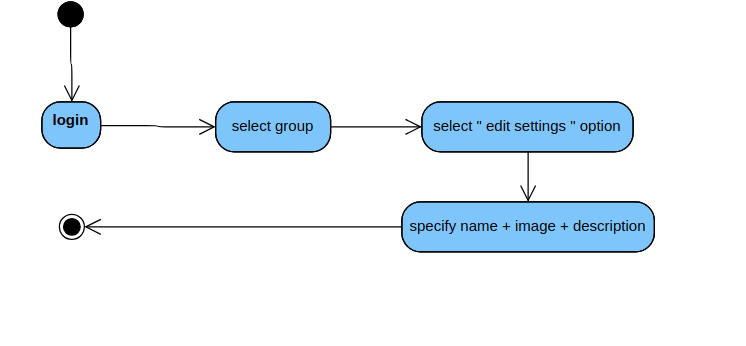 login
select group
select " edit settings " option
specify name + image + description